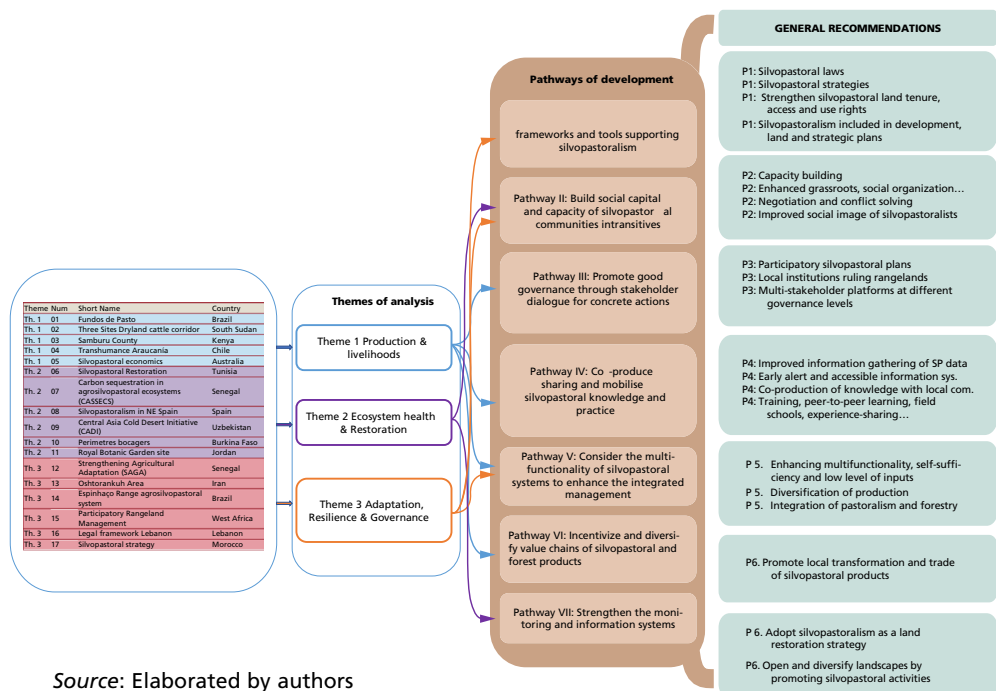 Theme Num Short Name Country
Th. 1 01 Fundos de Pasto Brazil
Th. 1 02 Three Sites Dryland cattle corridor South Sudan
Th. 1 03 Samburu County Kenya
Th. 1 04 Transhumance Araucanía Chile
Th. 1 05 Silvopastoral economics Australia
Th. 2 06 Silvopastoral Restoration Tunisia
Th. 2 07 Carbon sequestration in
agrosilvopastoral ecosystems
(CASSECS) Senegal
Th. 2 08 Silvopastoralism in NE Spain Spain
Th. 2 09 Central Asia Cold Desert Initiative
(CADI) Uzbekistan
Th. 2 10 Perimetres bocagers Burkina Faso
Th. 2 11 Royal Botanic Garden site Jordan
Th. 3 12 Strengthening Agricultural
Adaptation (SAGA) Senegal
Th. 3 13 Oshtorankuh Area Iran
Th. 3 14 Espinhaço Range agrosilvopastoral
system Brazil
Th. 3 15 Participatory Rangeland
Management West Africa
Th. 3 16 Legal framework Lebanon Lebanon
Th. 3 17 Silvopastoral strategy Morocco
Themes of analysis
Theme 1 Production &
livelihoods
Theme 2 Ecosystem health
& Restoration
Theme 3 Adaptation,
Resilience & Governance
Pathways of development
frameworks and tools supporting
silvopastoralism
Pathway II: Build social capital
and capacity of silvopastor al
communities intransitives
Pathway III: Promote good
governance through stakeholder
dialogue for concrete actions
Pathway IV: Co -produce
sharing and mobilise
silvopastoral knowledge and
practice
Pathway V: Consider the multi-
functionality of silvopastoral
systems to enhance the integrated
management
Pathway VI: Incentivize and diversi-
fy value chains of silvopastoral and
forest products
Pathway VII: Strengthen the moni-
toring and information systems
GENERAL RECOMMENDATIONS
P1: Silvopastoral laws
P1: Silvopastoral strategies
P1: Strengthen silvopastoral land tenure,
access and use rights
P1: Silvopastoralism included in development,
land and strategic plans
P2: Capacity building
P2: Enhanced grassroots, social organization…
P2: Negotiation and conflict solving
P2: Improved social image of silvopastoralists
P3: Participatory silvopastoral plans
P3: Local institutions ruling rangelands
P3: Multi-stakeholder platforms at different
governance levels
P4: Improved information gathering of SP data
P4: Early alert and accessible information sys.
P4: Co-production of knowledge with local com.
P4: Training, peer-to-peer learning, field
schools, experience-sharing…
P 5. Enhancing multifunctionality, self-suffi-
ciency and low level of inputs
P 5. Diversification of production
P 5. Integration of pastoralism and forestry
P6. Promote local transformation and trade
of silvopastoral products
P 6. Adopt silvopastoralism as a land
restoration strategy
P6. Open and diversify landscapes by
promoting silvopastoral activities
Source: Elaborated by authors